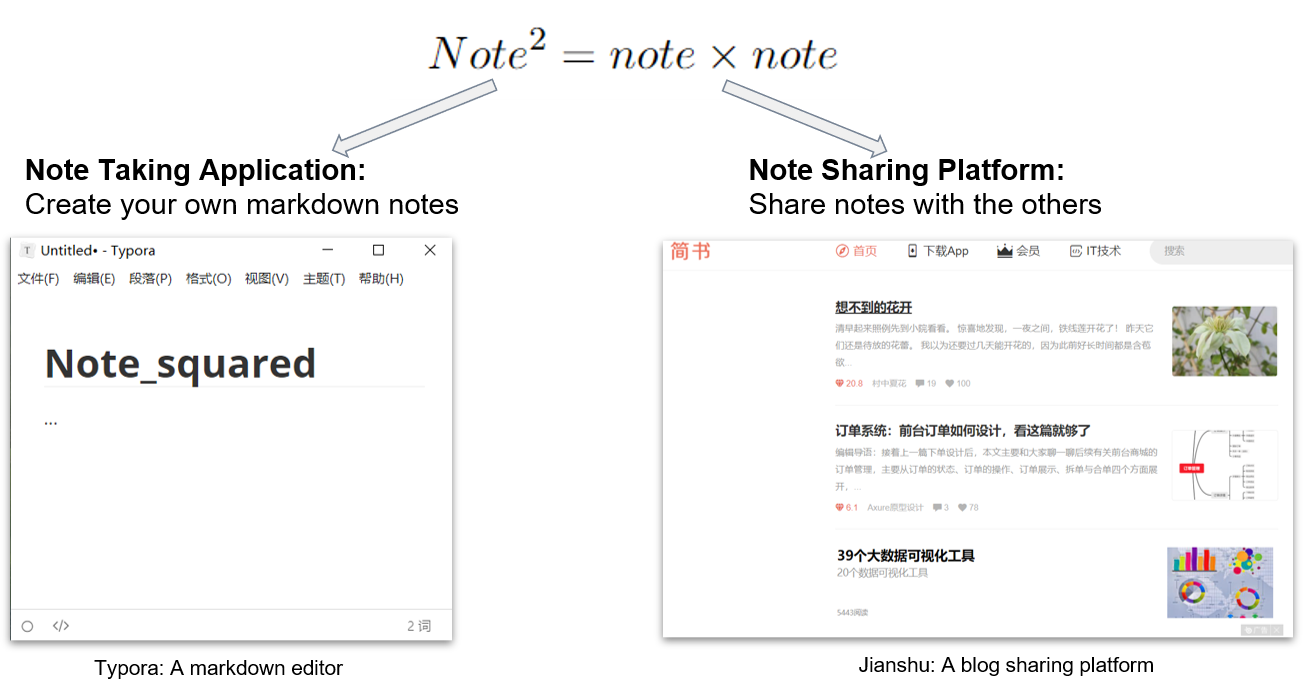 Note² = note × note
Note Taking Application:
Create your own markdown notes
Note Sharing Platform:
Share notes with the others
T Untitled• - Typora
文件(F) 编辑(E) 段落(P) 格式(O) 视图(V) 主题(T) 帮助(H)
Note_squared
...
</> 2 词
Typora: A markdown editor
简书 首页 下载App 会员 IT技术 搜索
想不到的花开
清早起来照例先到小院看看。 惊喜地发现，一夜之间，铁线莲开花了！ 昨天它
们还是待放的花蕾。 我以为还要过几天能开花的，因为此前好长时间都是含苞
欲...
20.8 村中夏花 19 100
订单系统：前台订单如何设计，看这篇就够了
编辑导语：接着上一篇下单设计后，本文主要和大家聊一聊后续有关前台商城的
订单管理，主要从订单的状态、订单的操作、订单展示、拆单与合单四个方面展
开，...
6.1 Axure原型设计 3 78
39个大数据可视化工具
20个数据可视化工具
5443阅读
Jianshu: A blog sharing platform